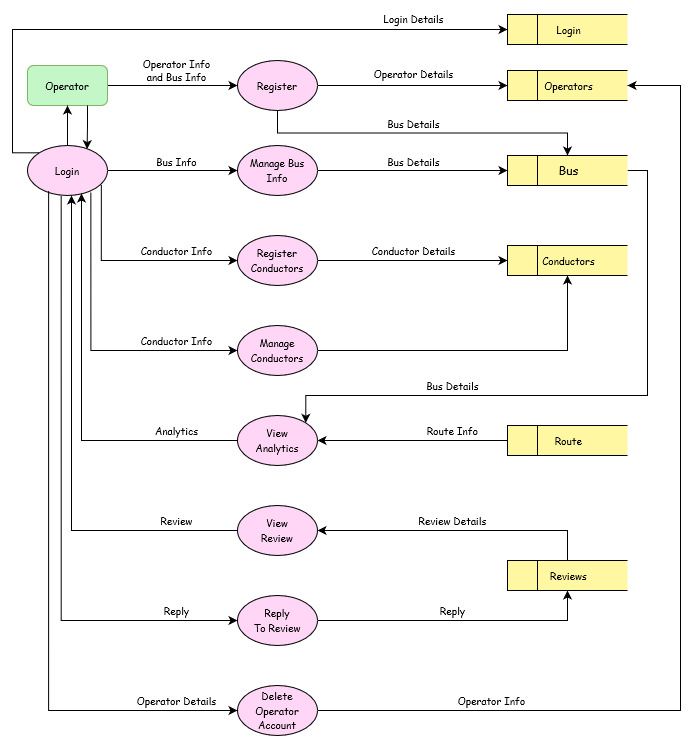 Login Details
Login
Operator Info
and Bus Info
Operator
Register
Operator Details
Operators
Bus Details
Login
Bus Info
Manage Bus
Info
Bus Details
Bus
Conductor Info
Register
Conductors
Conductor Details
Conductors
Conductor Info
Manage
Conductors
Bus Details
Analytics
View
Analytics
Route Info
Route
Review
View
Review
Review Details
Reviews
Reply
Reply
To Review
Reply
Operator Details
Delete
Operator
Account
Operator Info